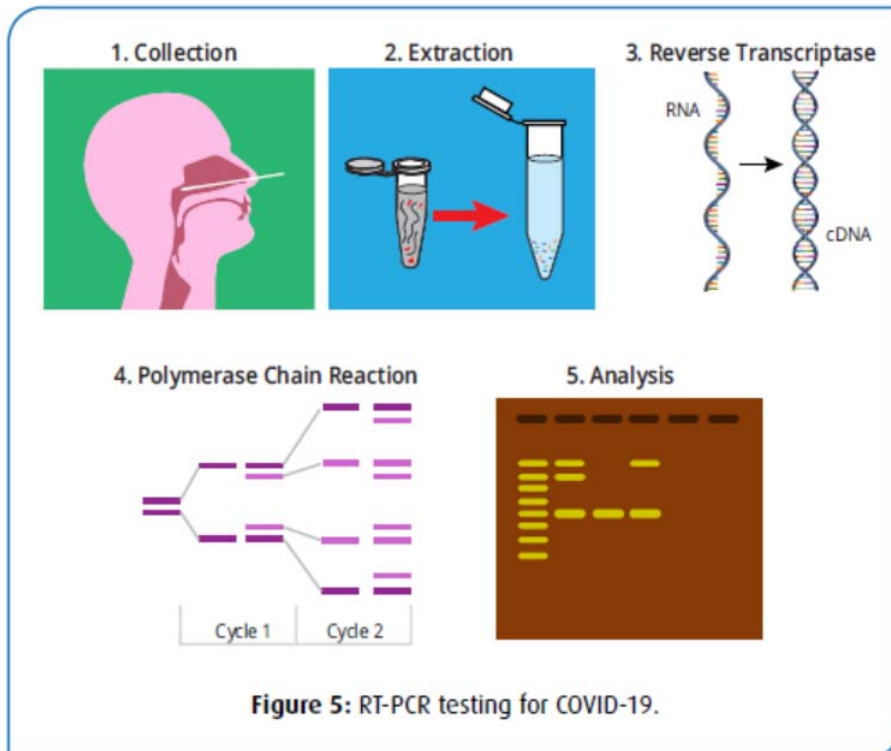 1. Collection
2. Extraction
3. Reverse Transcriptase
RNA
cDNA
4. Polymerase Chain Reaction
5. Analysis
Cycle 1
Cycle 2
Figure 5: RT-PCR testing for COVID-19.